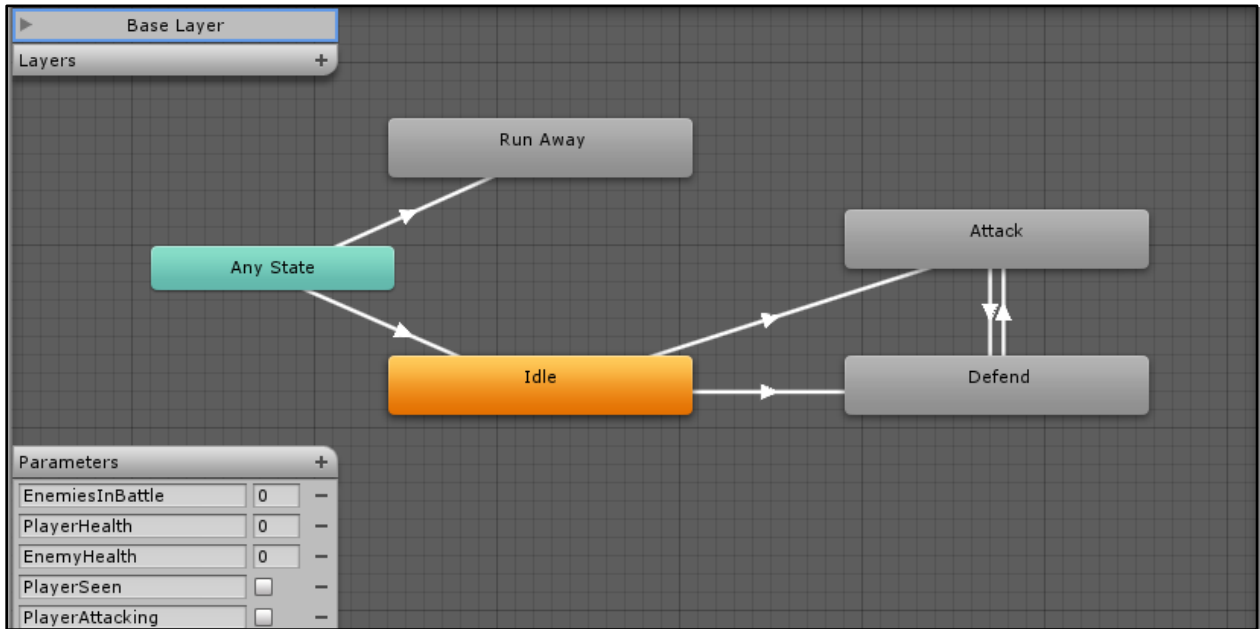 Base Layer
Layers +
Run Away
Attack
Any State
Idle
Defend
Parameters +
EnemiesInBattle 0 −
PlayerHealth 0 −
EnemyHealth 0 −
PlayerSeen −
PlayerAttacking −